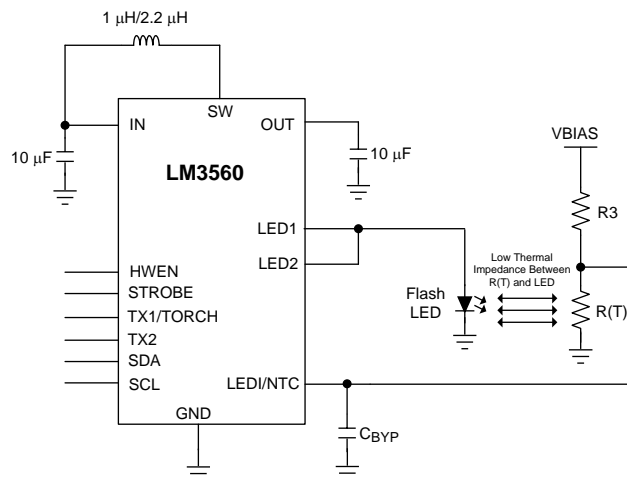 1 μH/2.2 μH
SW
IN
OUT
VBIAS
10 μF
10 μF
LM3560
R3
LED1
Low Thermal
Impedance Between
R(T) and LED
LED2
HWEN
Flash
LED
STROBE
R(T)
TX1/TORCH
TX2
SDA
SCL
LEDI/NTC
GND
CBYP